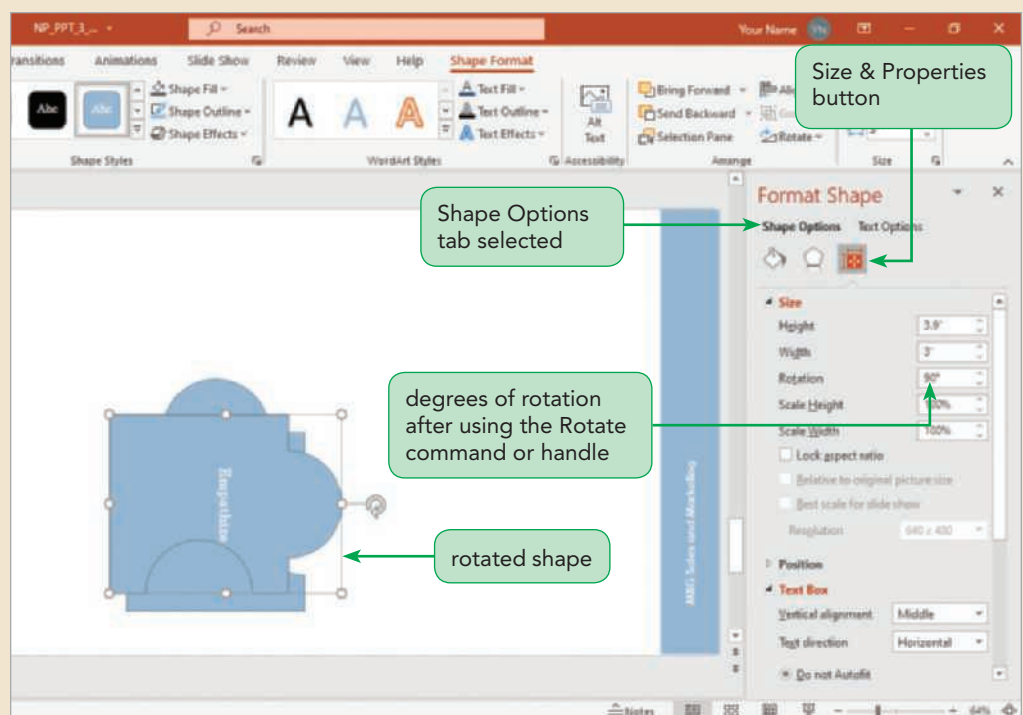 NP_PPT_3_...
Search
Your Name
YN
ransitions Animations Slide Show Review View Help Shape Format
Size & Properties
button
Abc Abc
Shape Fill
Shape Outline
Shape Effects
Shape Styles
A A A
Text Fill
Text Outline
Text Effects
WordArt Styles
Alt
Text
Accessibility
Bring Forward
Send Backward
Selection Pane
Rotate
Arrange
Size
Shape Options
tab selected
Format Shape
Shape Options Text Options
Size
Height 3.9"
Width 3"
Rotation 90°
Scale Height 100%
Scale Width 100%
Lock aspect ratio
Relative to original picture size
Best scale for slide show
Resolution 640 x 480
Position
Text Box
Vertical alignment Middle
Text direction Horizontal
Do not Autofit
degrees of rotation
after using the Rotate
command or handle
Empathize
rotated shape
Sales and Marketing
Notes
64%